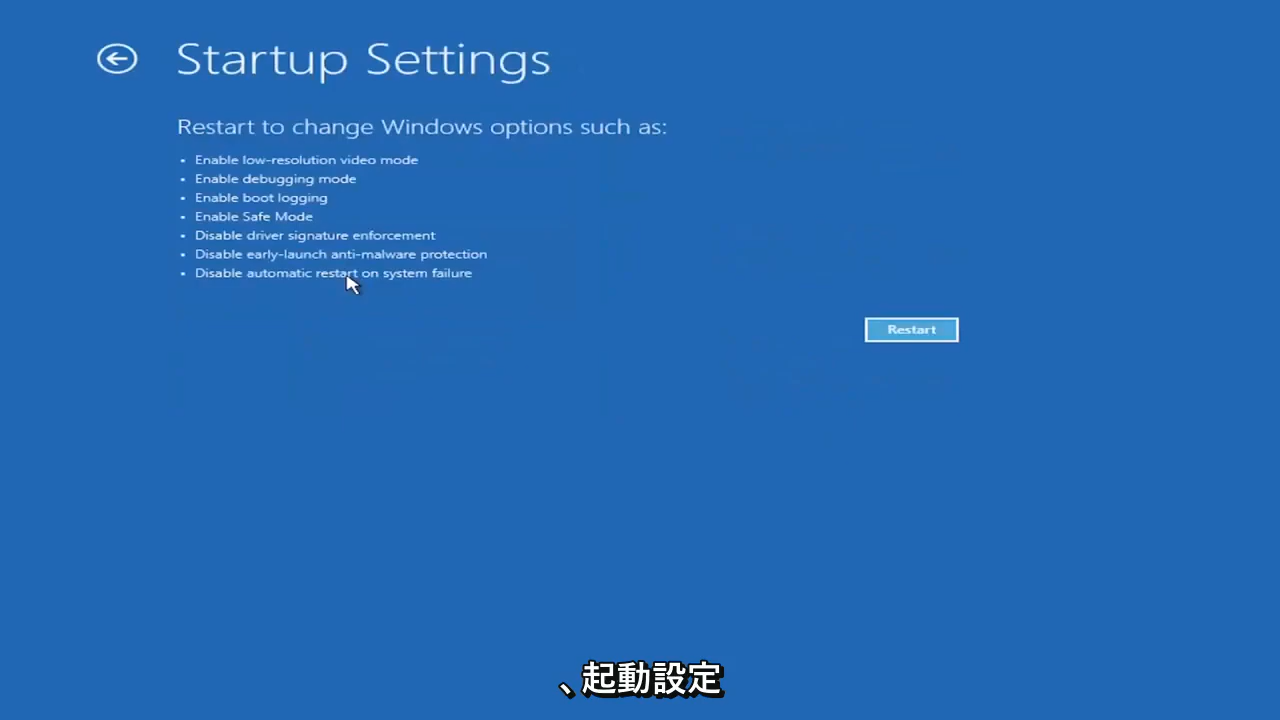 Startup Settings
Restart to change Windows options such as:
• Enable low-resolution video mode
• Enable debugging mode
• Enable boot logging
• Enable Safe Mode
• Disable driver signature enforcement
• Disable early-launch anti-malware protection
• Disable automatic restart on system failure
Restart
、起動設定